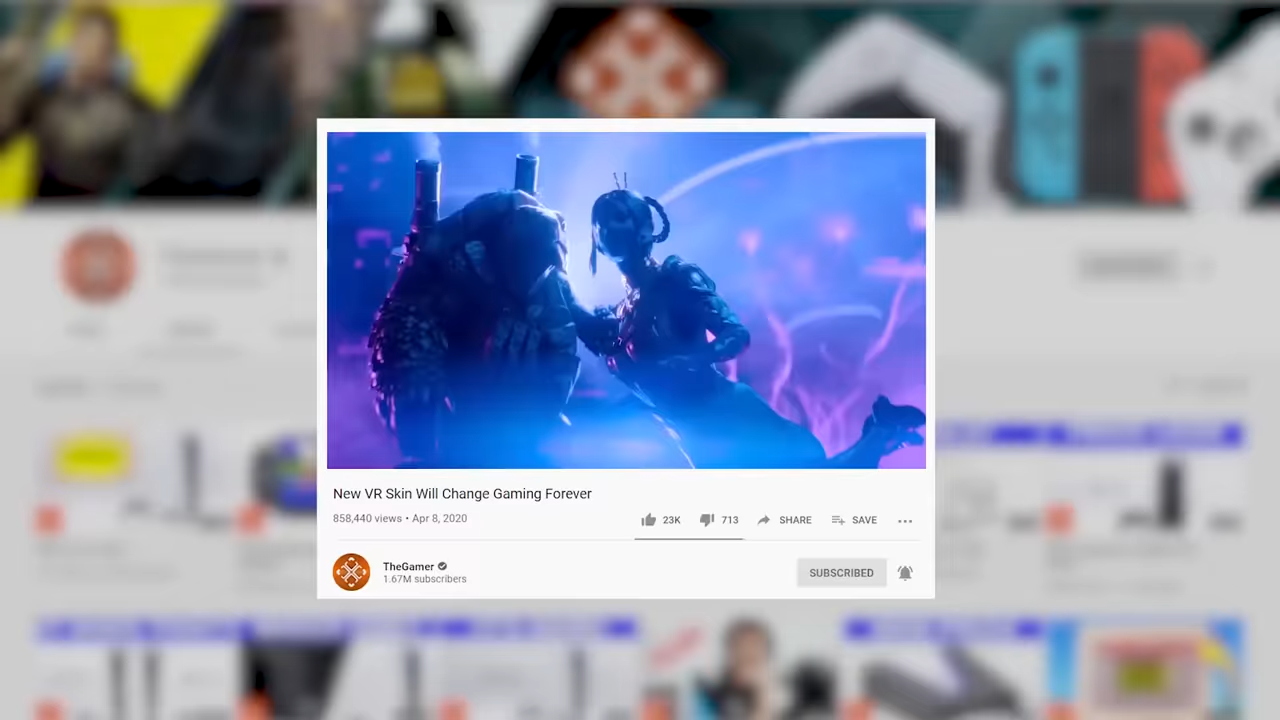 New VR Skin Will Change Gaming Forever
858,440 views • Apr 8, 2020
23K 713 SHARE SAVE
TheGamer
1.67M subscribers
SUBSCRIBED